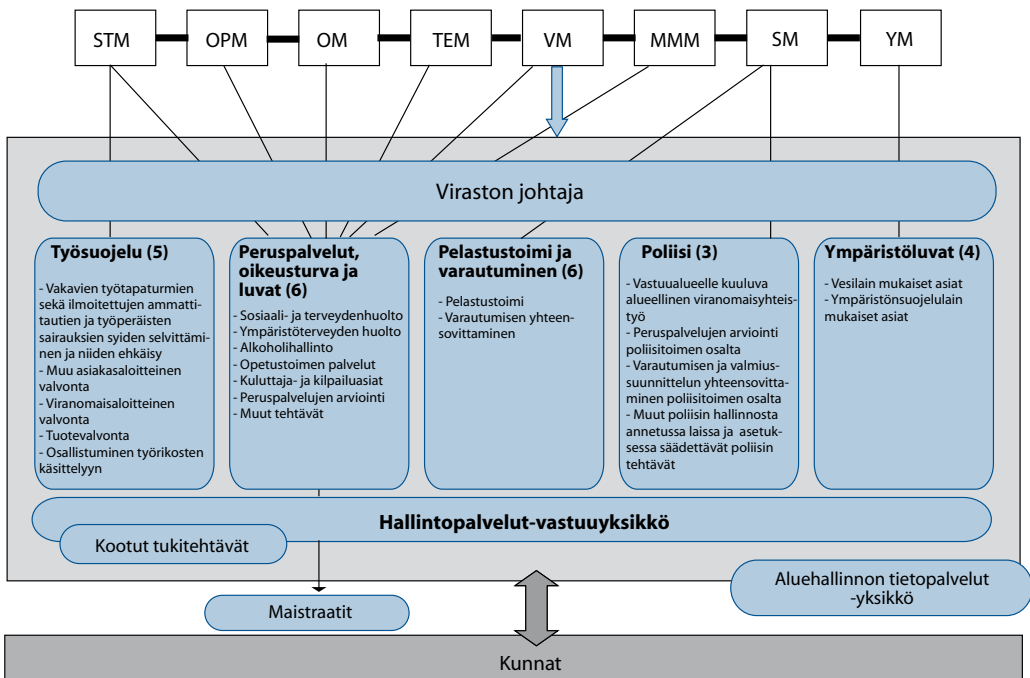 STM
OPM
OM
TEM
VM
MMM
SM
YM
Viraston johtaja
Työsuojelu (5)
- Vakavien työtapaturmien
sekä ilmoitettujen ammatti-
tautien ja työperäisten
sairauksien syiden selvittämi-
nen ja niiden ehkäisy
- Muu asiakasaloitteinen
valvonta
- Viranomaisaloitteinen
valvonta
- Tuotevalvonta
- Osallistuminen työrikosten
käsittelyyn
Peruspalvelut,
oikeusturva ja
luvat (6)
- Sosiaali- ja terveydenhuolto
- Ympäristöterveyden huolto
- Alkoholihallinto
- Opetustoimen palvelut
- Kuluttaja- ja kilpailuasiat
- Peruspalvelujen arviointi
- Muut tehtävät
Pelastustoimi ja
varautuminen (6)
- Pelastustoimi
- Varautumisen yhteen-
sovittaminen
Poliisi (3)
- Vastuualueelle kuuluva
alueellinen viranomaisyhteis-
työ
- Peruspalvelujen arviointi
poliisitoimen osalta
- Varautumisen ja valmius-
suunnittelun yhteensovitta-
minen poliisitoimen osalta
- Muut poliisin hallinnosta
annetussa laissa ja asetuk-
sessa säädettävät poliisin
tehtävät
Ympäristöluvat (4)
- Vesilain mukaiset asiat
- Ympäristönsuojelulain
mukaiset asiat
Hallintopalvelut-vastuuyksikkö
Kootut tukitehtävät
Aluehallinnon tietopalvelut
-yksikkö
Maistraatit
Kunnat